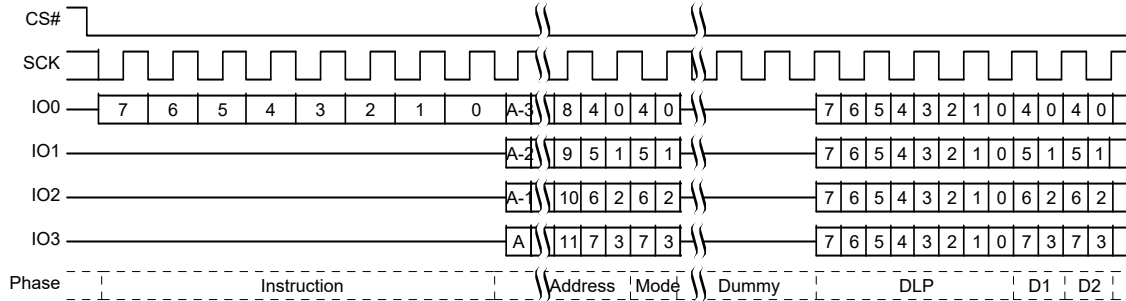 CS#
SCK
IO0 7 6 5 4 3 2 1 0 A-3 8 4 0 4 0 7 6 5 4 3 2 1 0 4 0 4 0
IO1 A-2 9 5 1 5 1 7 6 5 4 3 2 1 0 5 1 5 1
IO2 A-1 10 6 2 6 2 7 6 5 4 3 2 1 0 6 2 6 2
IO3 A 11 7 3 7 3 7 6 5 4 3 2 1 0 7 3 7 3
Phase Instruction Address Mode Dummy DLP D1 D2